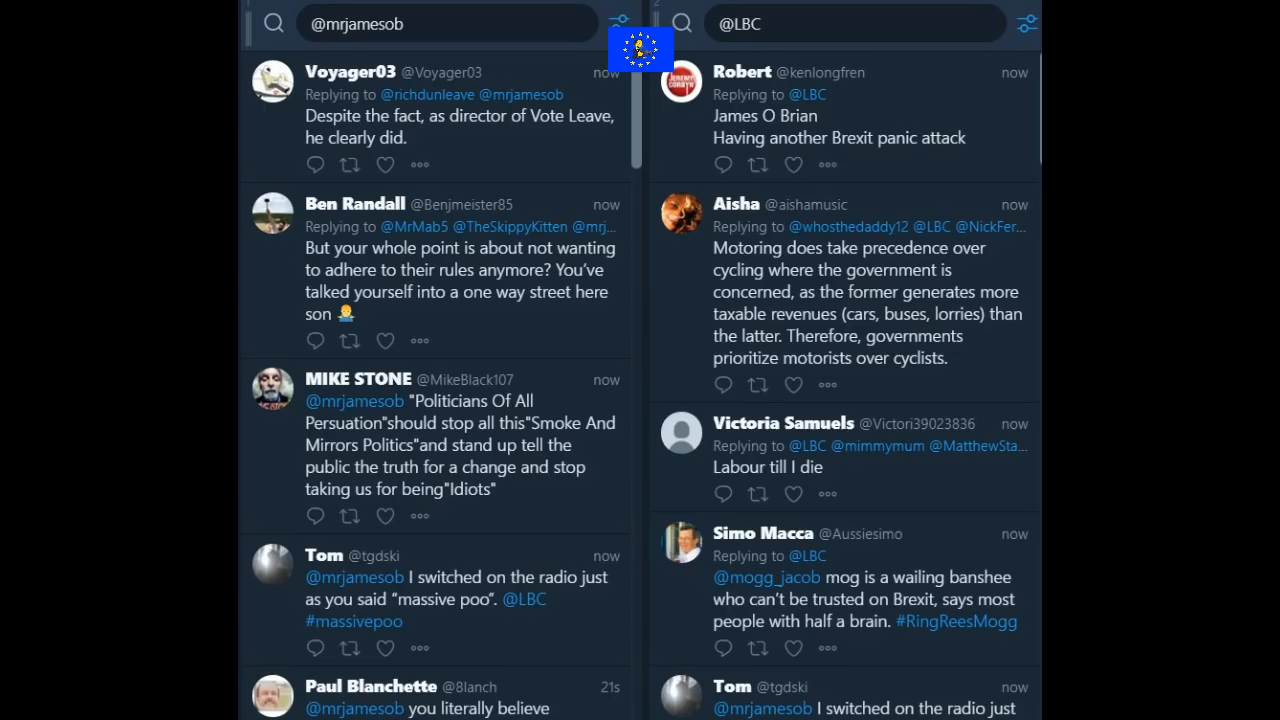 @mrjamesob
Voyager03 @Voyager03 now
Replying to @richdunleave @mrjamesob
Despite the fact, as director of Vote Leave,
he clearly did.
Ben Randall @Benjmeister85 now
Replying to @MrMab5 @TheSkippyKitten @mrj...
But your whole point is about not wanting
to adhere to their rules anymore? You’ve
talked yourself into a one way street here
son
MIKE STONE @MikeBlack107 now
@mrjamesob "Politicians Of All
Persuation"should stop all this"Smoke And
Mirrors Politics"and stand up tell the
public the truth for a change and stop
taking us for being"Idiots"
Tom @tgdski now
@mrjamesob I switched on the radio just
as you said “massive poo”. @LBC
#massivepoo
Paul Blanchette @8lanch 21s
@mrjamesob you literally believe
2
@LBC
Robert @kenlongfren now
Replying to @LBC
James O Brian
Having another Brexit panic attack
Aisha @aishamusic now
Replying to @whosthedaddy12 @LBC @NickFer...
Motoring does take precedence over
cycling where the government is
concerned, as the former generates more
taxable revenues (cars, buses, lorries) than
the latter. Therefore, governments
prioritize motorists over cyclists.
Victoria Samuels @Victori39023836 now
Replying to @LBC @mimmymum @MatthewSta...
Labour till I die
Simo Macca @Aussiesimo now
Replying to @LBC
@mogg_jacob mog is a wailing banshee
who can’t be trusted on Brexit, says most
people with half a brain. #RingReesMogg
Tom @tgdski now
@mrjamesob I switched on the radio just